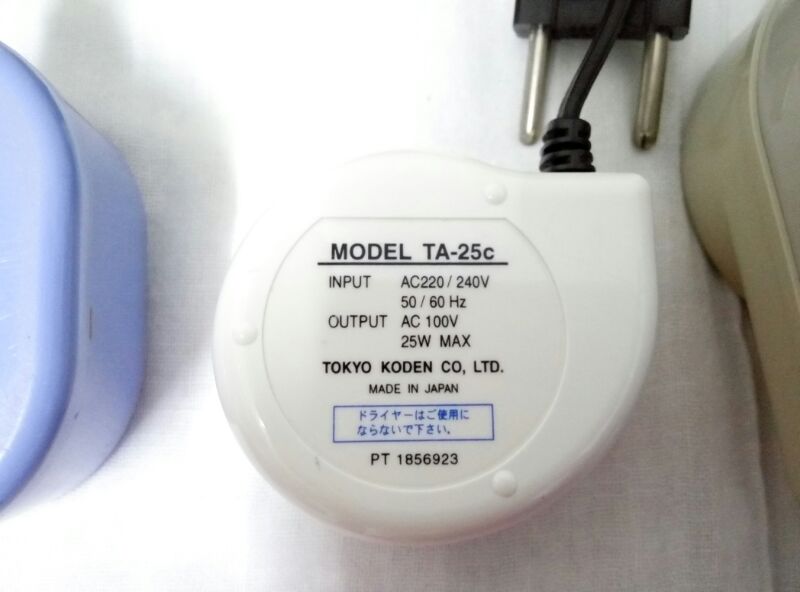 MODEL TA-25c
INPUT AC220 / 240V
50 / 60 Hz
OUTPUT AC 100V
25W MAX
TOKYO KODEN CO, LTD.
MADE IN JAPAN
ドライヤーはご使用に
ならないで下さい。
PT 1856923